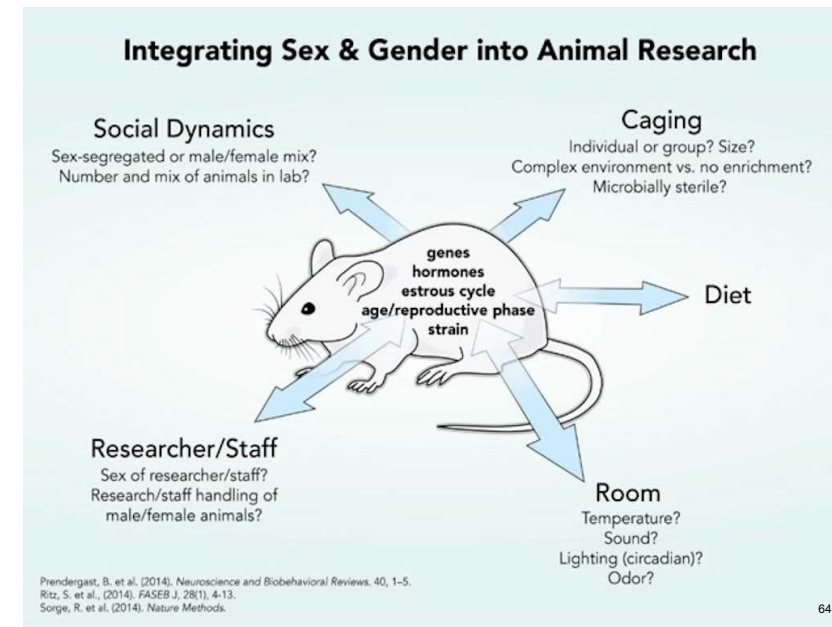 Integrating Sex & Gender into Animal Research
Social Dynamics
Sex-segregated or male/female mix?
Number and mix of animals in lab?
Caging
Individual or group? Size?
Complex environment vs. no enrichment?
Microbially sterile?
genes
hormones
estrous cycle
age/reproductive phase
strain
Diet
Researcher/Staff
Sex of researcher/staff?
Research/staff handling of
male/female animals?
Room
Temperature?
Sound?
Lighting (circadian)?
Odor?
Prendergast, B. et al. (2014). Neuroscience and Biobehavioral Reviews. 40, 1–5.
Ritz, S. et al., (2014). FASEB J, 28(1), 4-13.
Sorge, R. et al. (2014). Nature Methods.
64